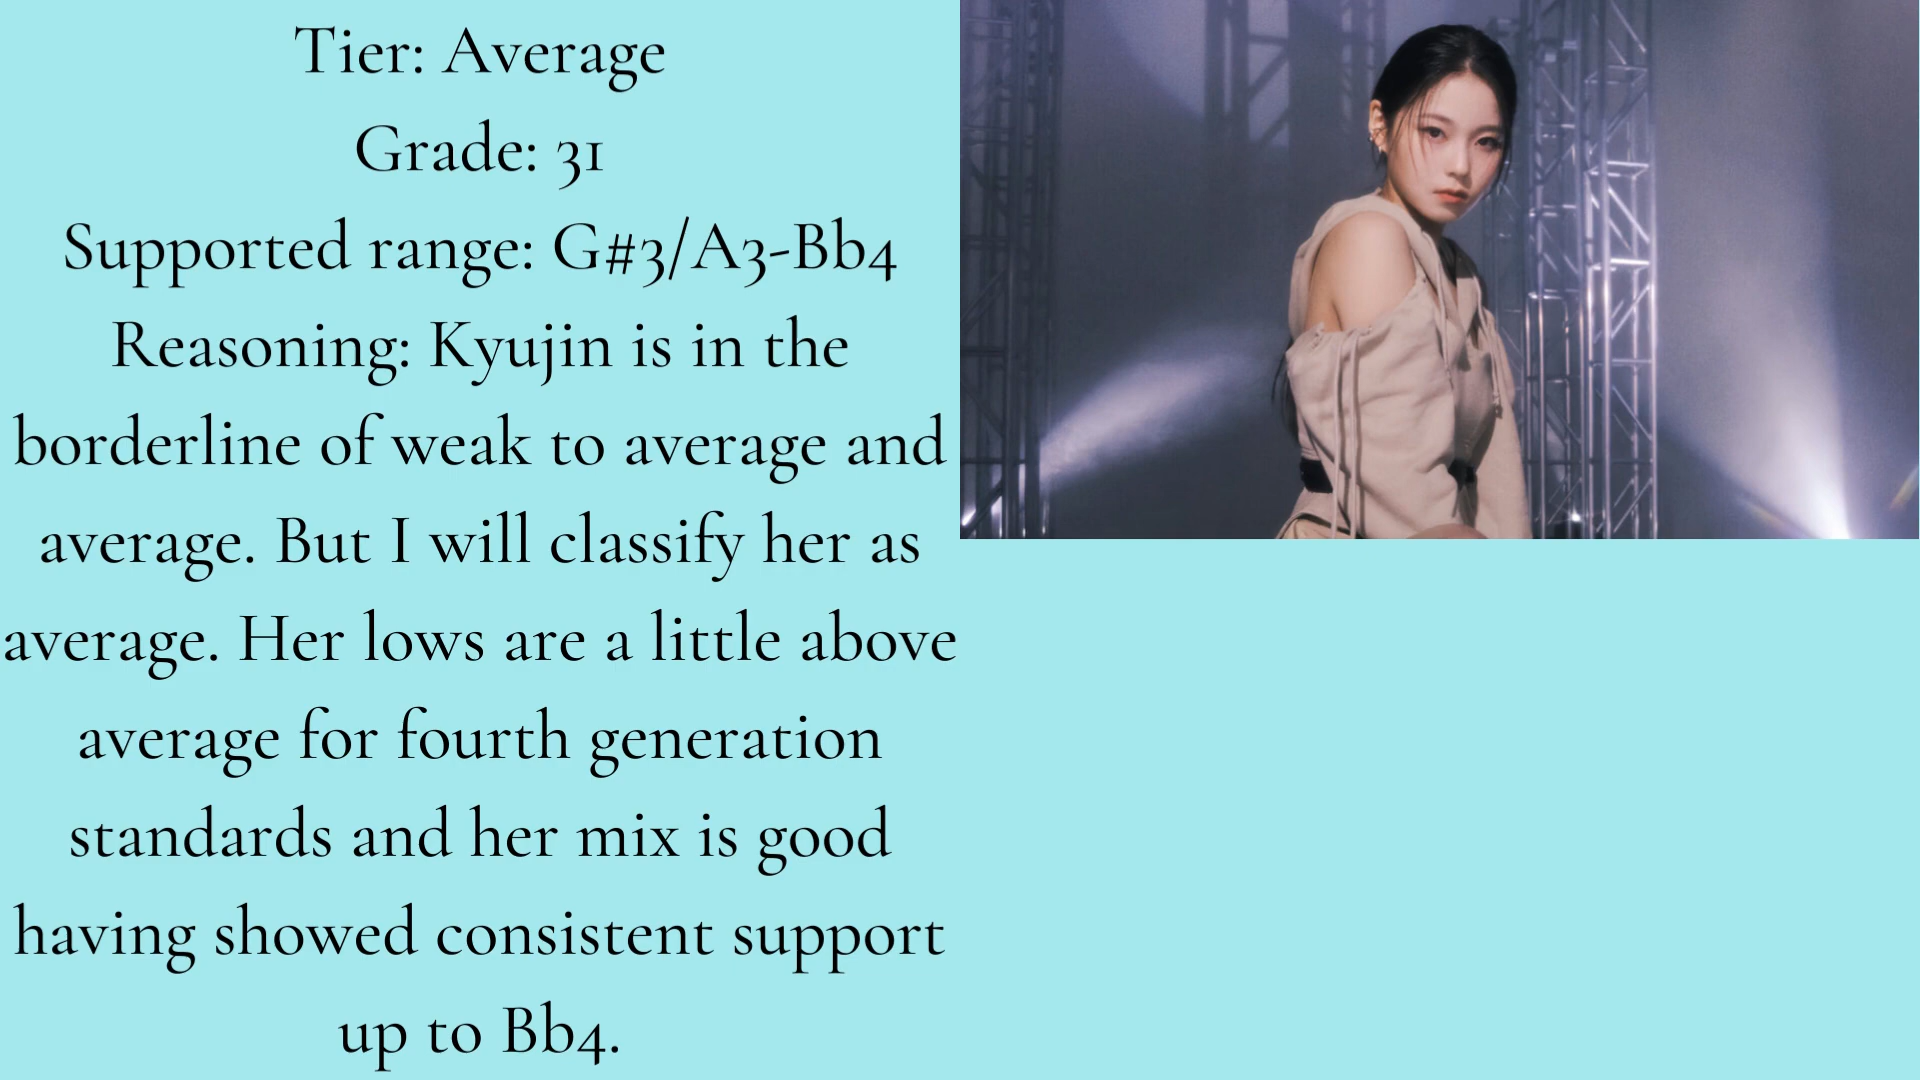 Tier: Average
Grade: 31
Supported range: G#3/A3-Bb4
Reasoning: Kyujin is in the
borderline of weak to average and
average. But I will classify her as
average. Her lows are a little above
average for fourth generation
standards and her mix is good
having showed consistent support
up to Bb4.